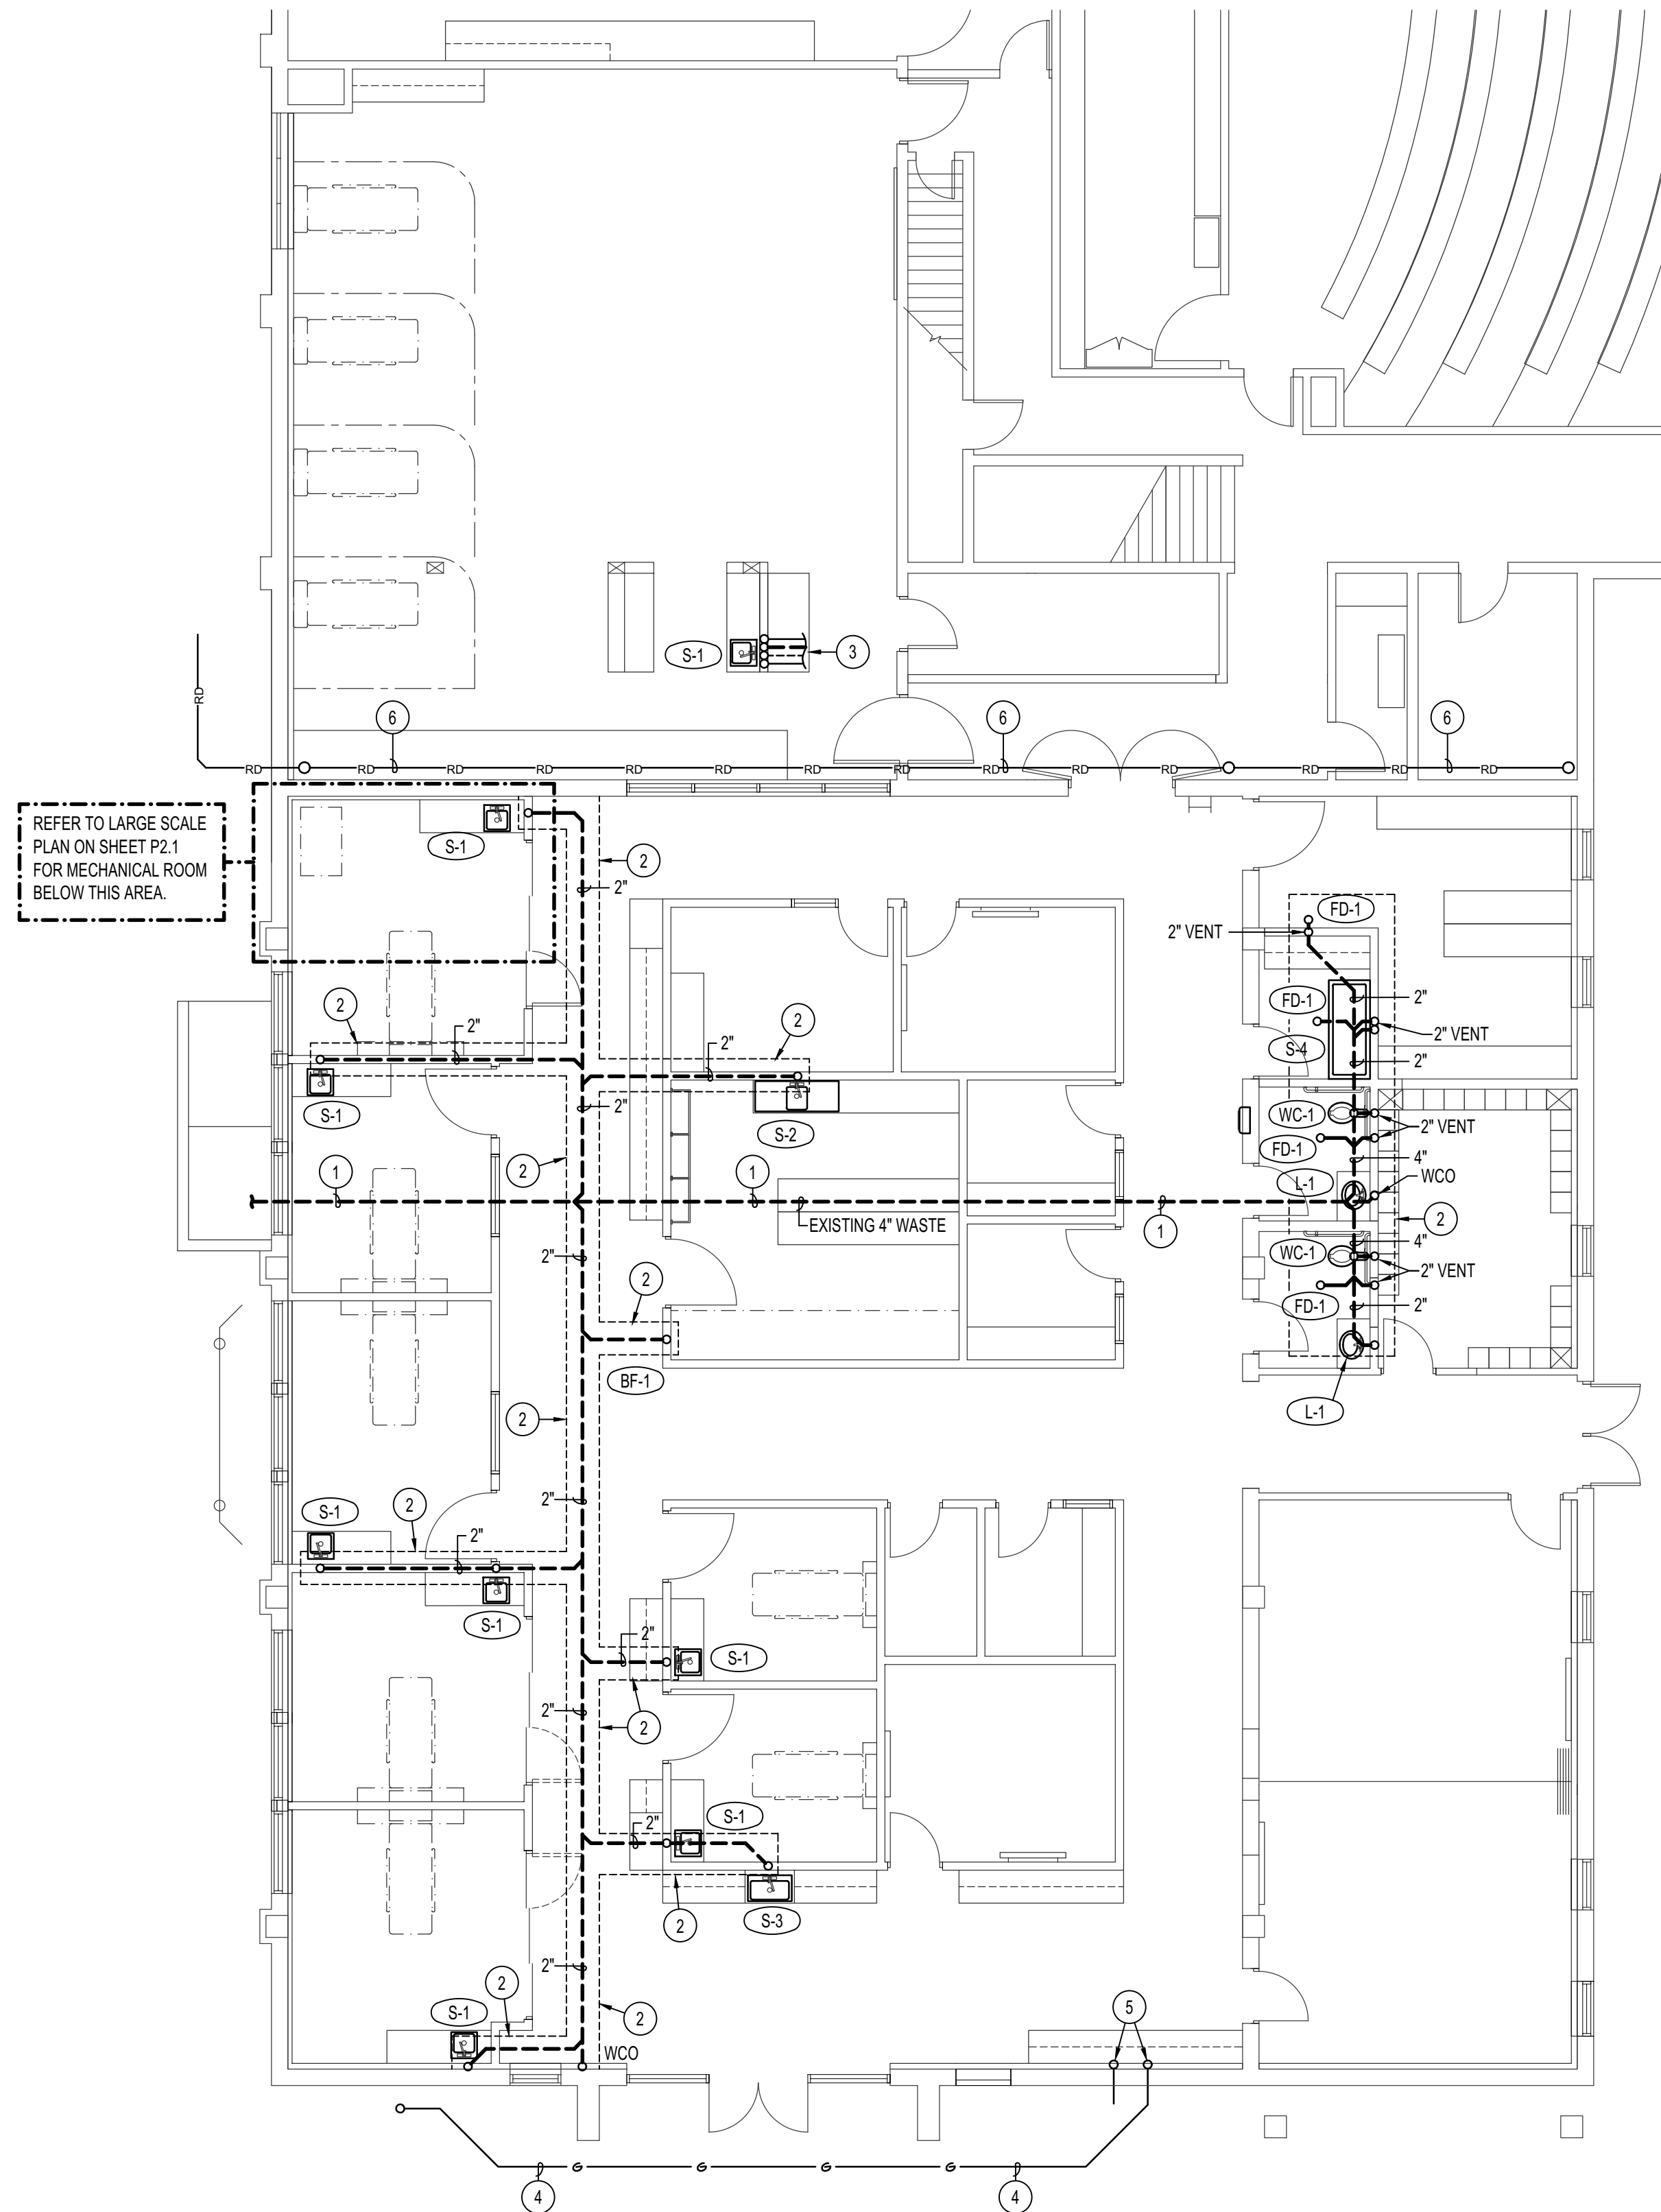 S-1
3
RD
6
6
6
RD
RD
RD
RD
RD
RD
RD
RD
RD
RD
RD
RD
RD
RD
REFER TO LARGE SCALE
PLAN ON SHEET P2.1
FOR MECHANICAL ROOM
BELOW THIS AREA.
S-1
2
2"
FD-1
2" VENT
2
2"
2
2"
FD-1
2"
2" VENT
S-4
2"
S-1
2"
S-2
WC-1
2" VENT
FD-1
4"
1
2
1
L-1
WCO
EXISTING 4" WASTE
1
2
4"
2"
WC-1
2" VENT
2
FD-1
2"
BF-1
2
L-1
2"
S-1
2
2"
S-1
2"
S-1
2"
2
S-1
2"
S-3
2
2"
2
S-1
2
WCO
5
G
G
G
G
4
4